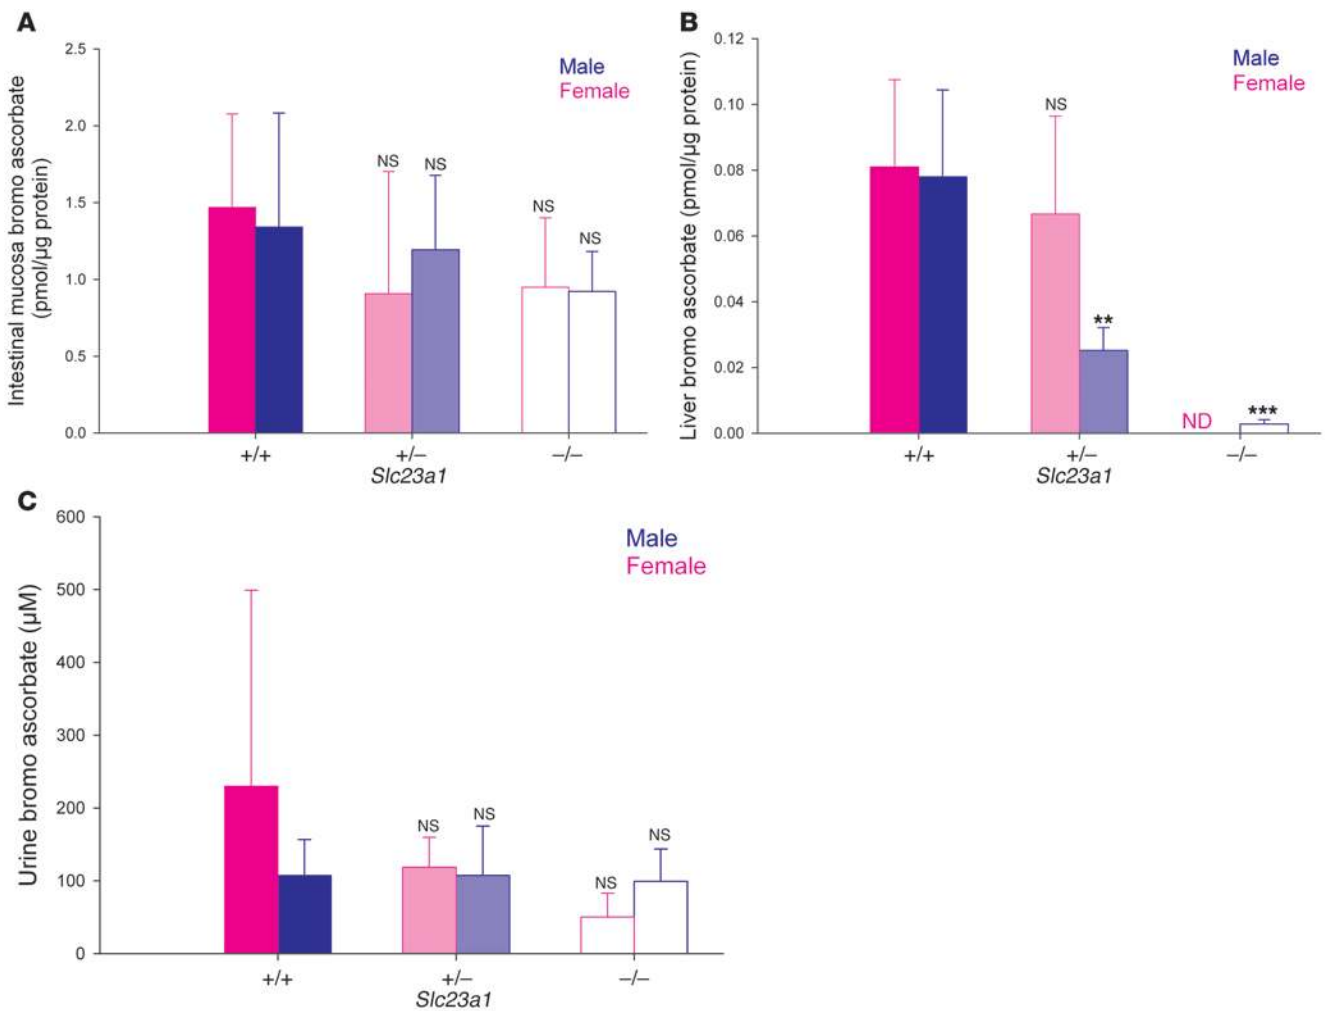 A
Intestinal mucosa bromo ascorbate
(pmol/µg protein)
2.5
2.0
1.5
1.0
0.5
0.0
Male
Female
NS
NS
NS
NS
+/+
+/–
–/–
Slc23a1
B
Liver bromo ascorbate (pmol/µg protein)
0.12
0.10
0.08
0.06
0.04
0.02
0.00
Male
Female
NS
**
ND
***
+/+
+/–
–/–
Slc23a1
C
Urine bromo ascorbate (µM)
600
500
400
300
200
100
0
Male
Female
NS
NS
NS
NS
+/+
+/–
–/–
Slc23a1